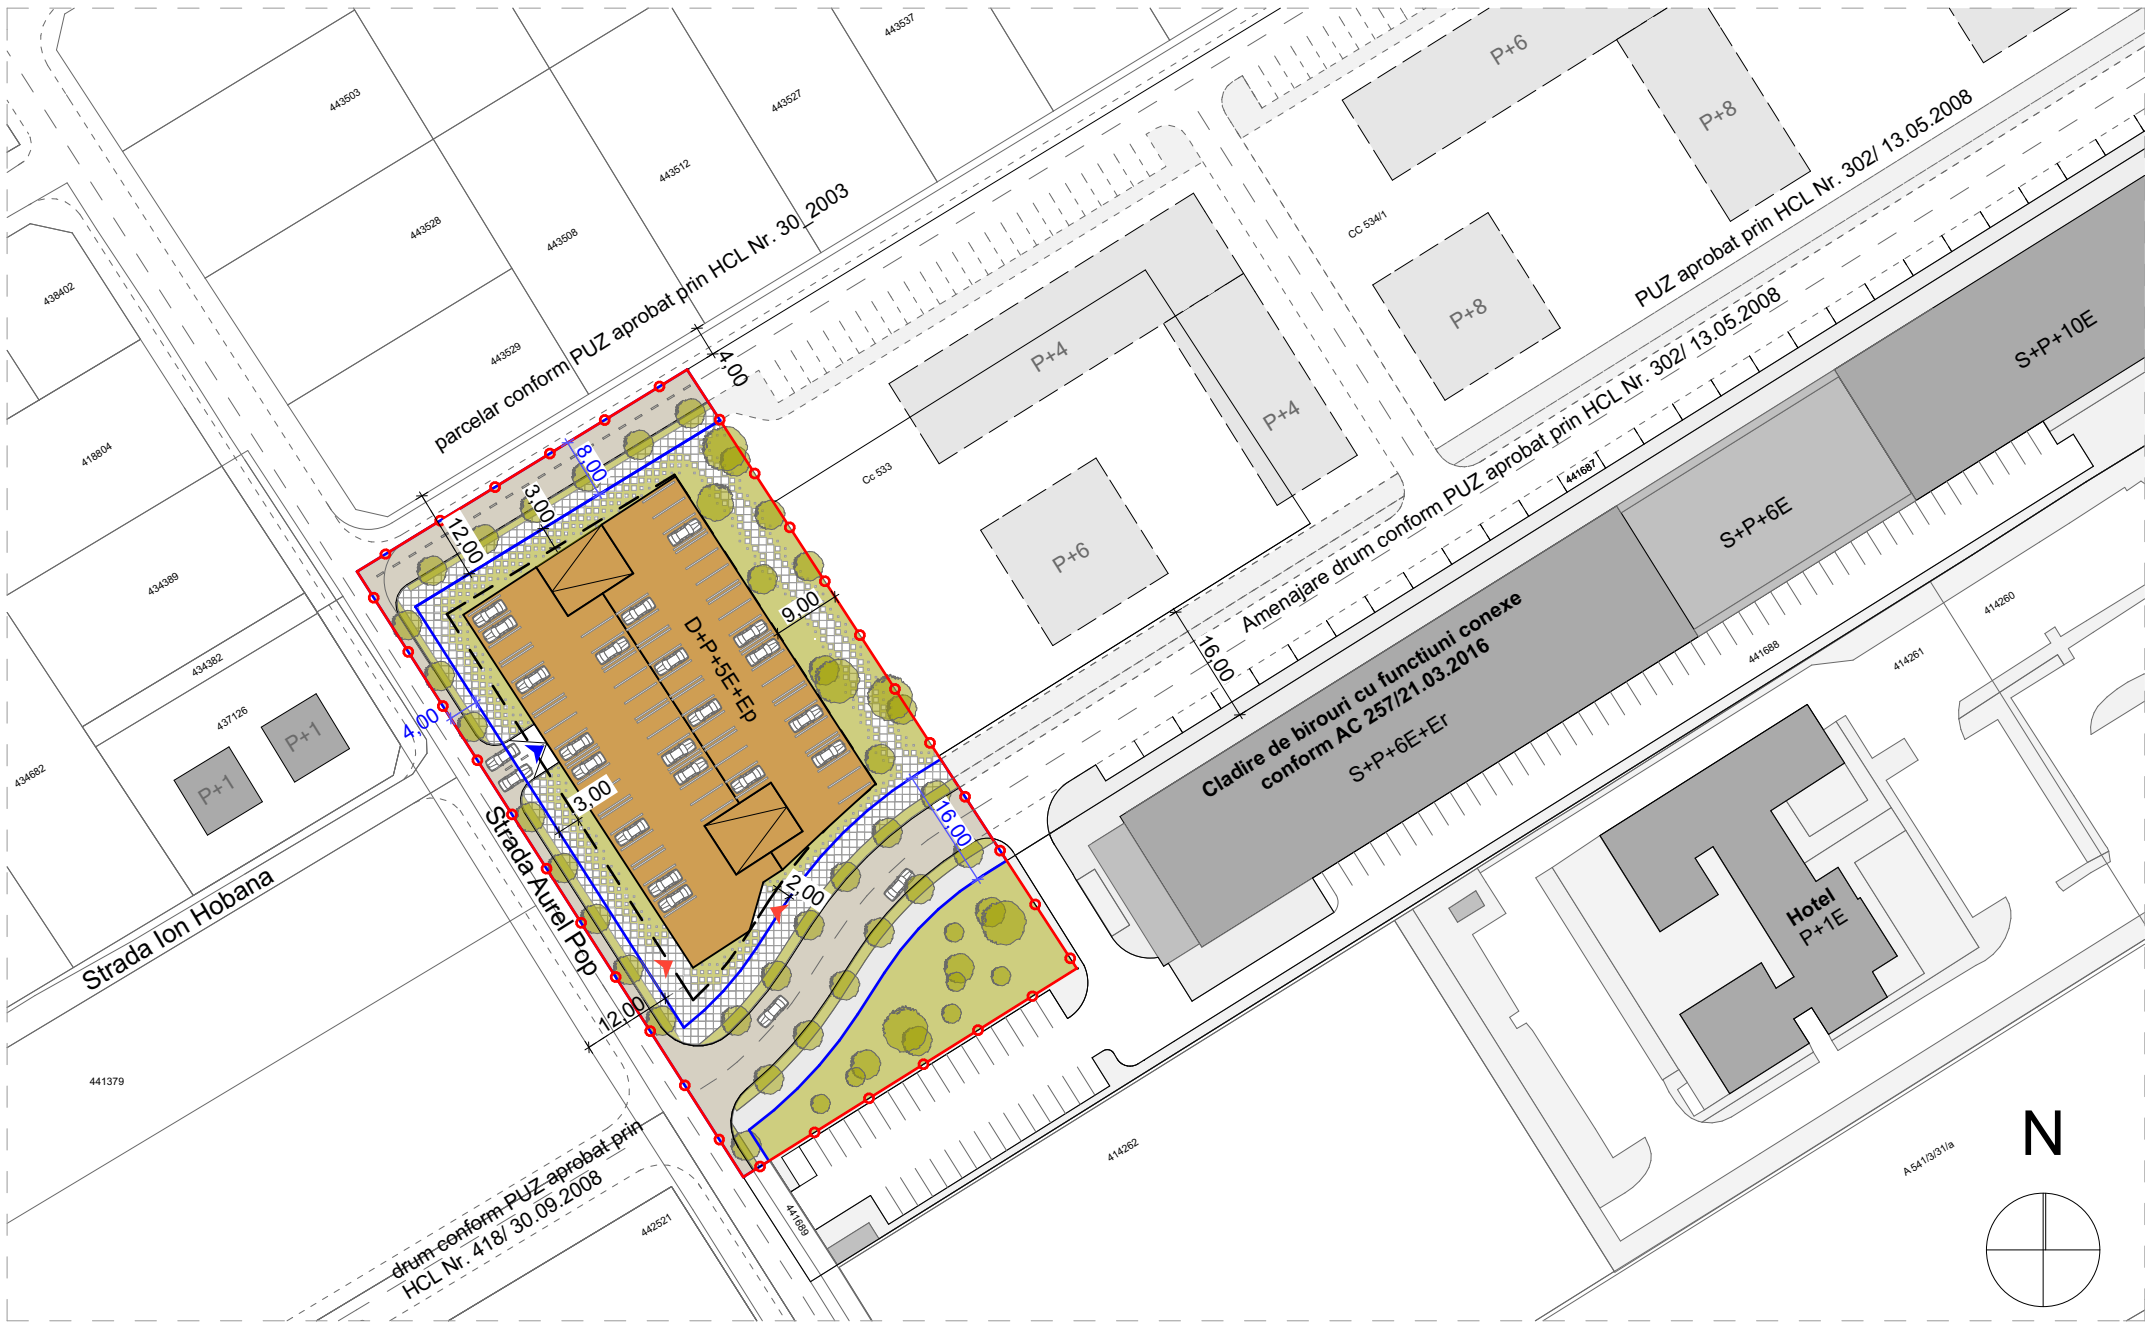 443537
P+6
443503
443527
P+8
PUZ aprobat prin HCL Nr. 302/ 13.05.2008
443512
parcelar conform PUZ aprobat prin HCL Nr. 30_2003
443528
443508
CC 534/1
438402
P+8
443529
P+4
4,00
S+P+10E
P+4
Amenajare drum conform PUZ aprobat prin HCL Nr. 302/ 13.05.2008
418804
8,00
Cc 533
441687
3,00
12,00
S+P+6E
P+6
434389
9,00
414260
16,00
434382
D+P+5E+Ep
441688
414261
437126
P+1
4,00
Cladire de birouri cu functiuni conexe
conform AC 257/21.03.2016
S+P+6E+Er
434682
P+1
3,00
16,00
Strada Aurel Pop
2,00
Hotel
P+1E
Strada Ion Hobana
12,00
441379
N
drum conform PUZ aprobat prin
HCL Nr. 418/ 30.09.2008
414262
A 541/3/31/a
442521
441689